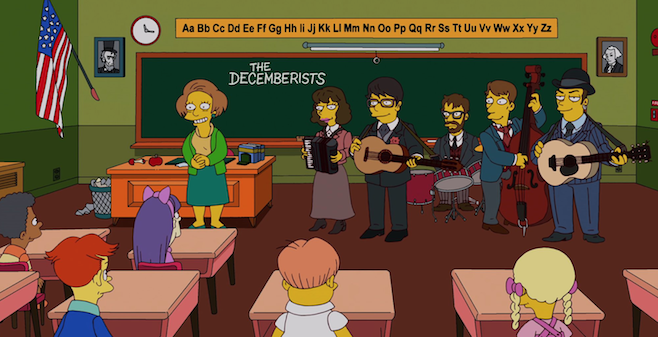 Aa Bb Cc Dd Ee Ff Gg Hh Ii Jj Kk Ll Mm Nn Oo Pp Qq Rr Ss Tt Uu Vv Ww Xx Yy Zz
THE
DECEMBERISTS